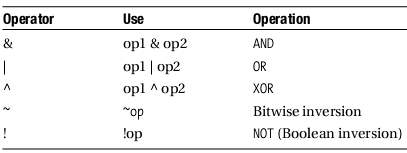 Operator Use Operation
& op1 & op2 AND
| op1 | op2 OR
^ op1 ^ op2 XOR
~ ~op Bitwise inversion
! !op NOT (Boolean inversion)